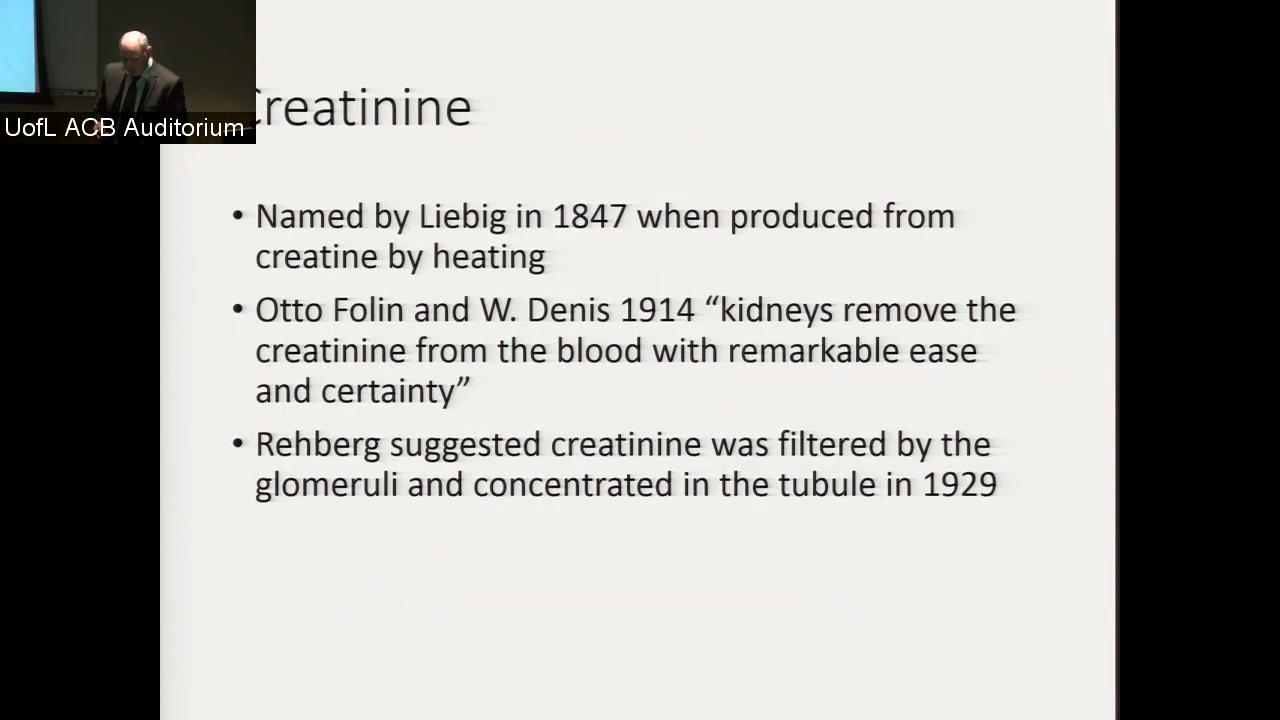 UofL ACB Auditorium
Creatinine
• Named by Liebig in 1847 when produced from
creatine by heating
• Otto Folin and W. Denis 1914 “kidneys remove the
creatinine from the blood with remarkable ease
and certainty”
• Rehberg suggested creatinine was filtered by the
glomeruli and concentrated in the tubule in 1929